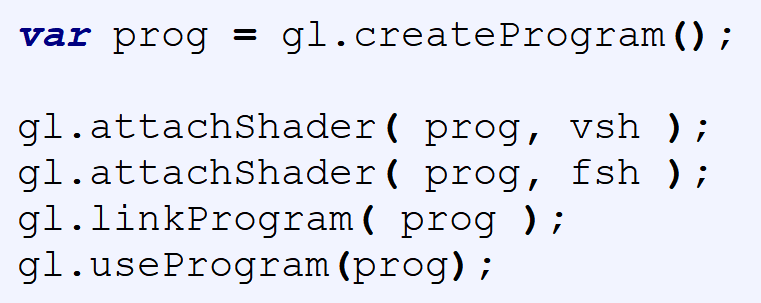 var prog = gl.createProgram();
gl.attachShader( prog, vsh );
gl.attachShader( prog, fsh );
gl.linkProgram( prog );
gl.useProgram(prog);